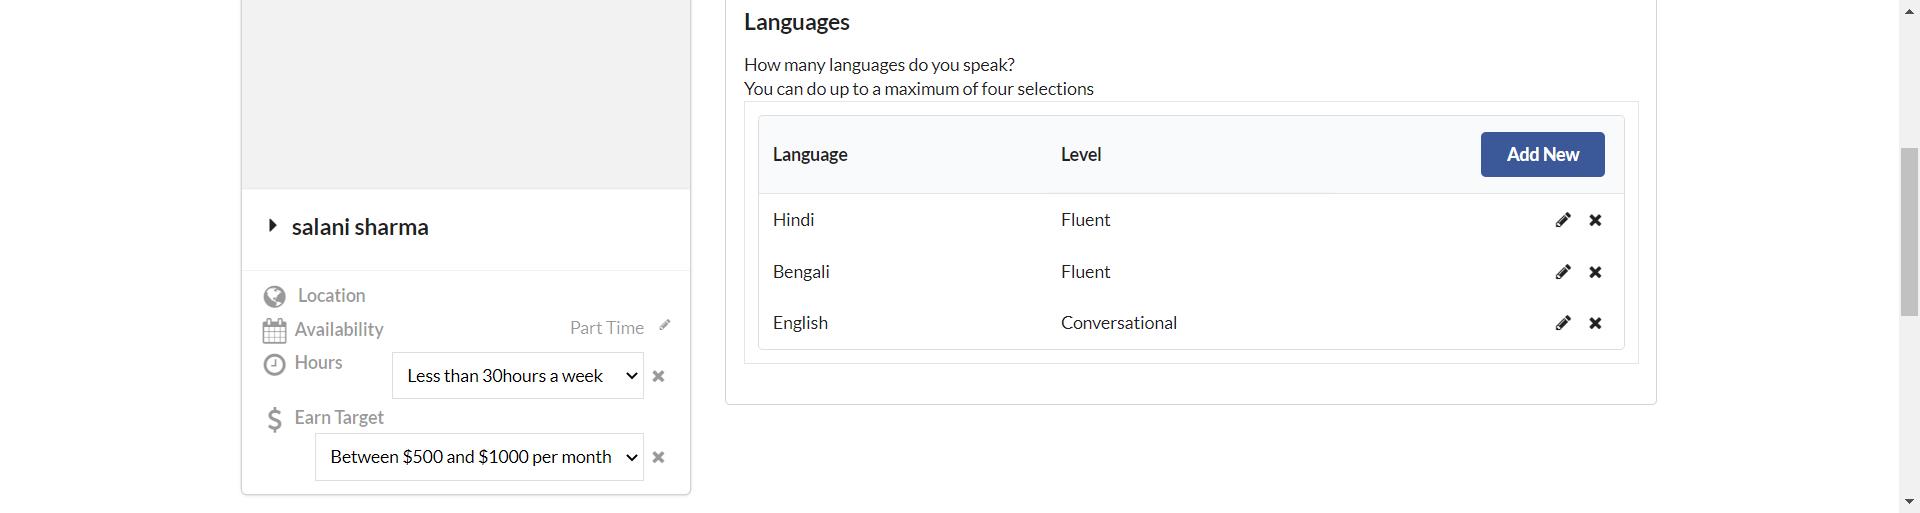 salani sharma
Location
Availability Part Time
Hours Less than 30hours a week
Earn Target
Between $500 and $1000 per month
Languages
How many languages do you speak?
You can do up to a maximum of four selections
Language Level Add New
Hindi Fluent
Bengali Fluent
English Conversational